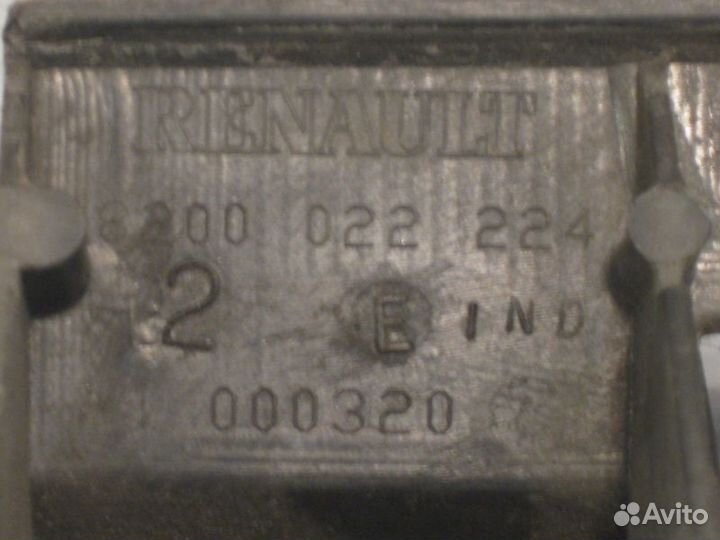 RENAULT
8200 022 224
2 E IND
000320
Avito